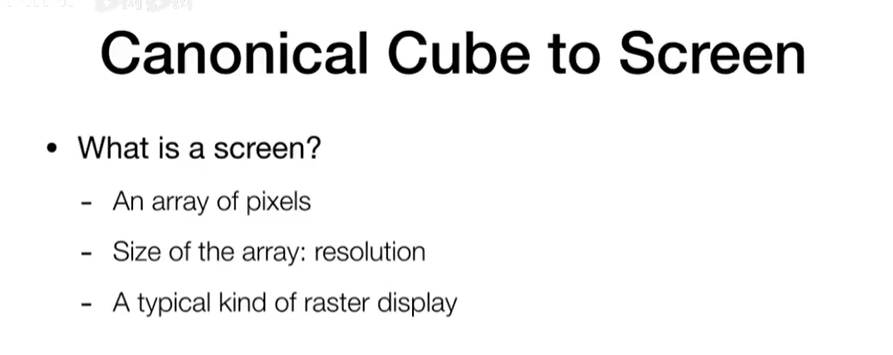 Canonical Cube to Screen
• What is a screen?
- An array of pixels
- Size of the array: resolution
- A typical kind of raster display